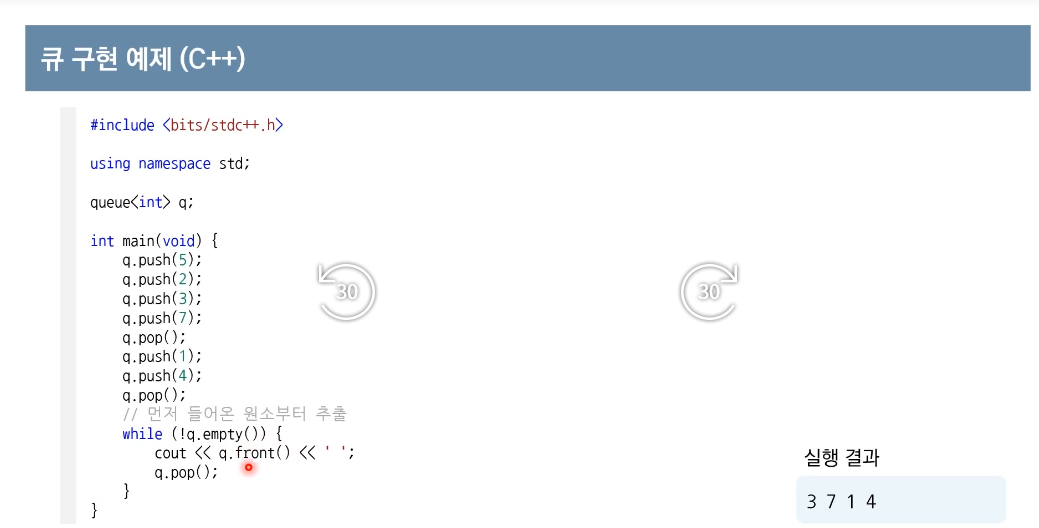 큐 구현 예제 (C++)
#include <bits/stdc++.h>
using namespace std;
queue<int> q;
int main(void) {
q.push(5);
q.push(2);
q.push(3);
q.push(7);
q.pop();
q.push(1);
q.push(4);
q.pop();
// 먼저 들어온 원소부터 추출
while (!q.empty()) {
cout << q.front() << ' ';
q.pop();
}
}
30
30
실행 결과
3 7 1 4